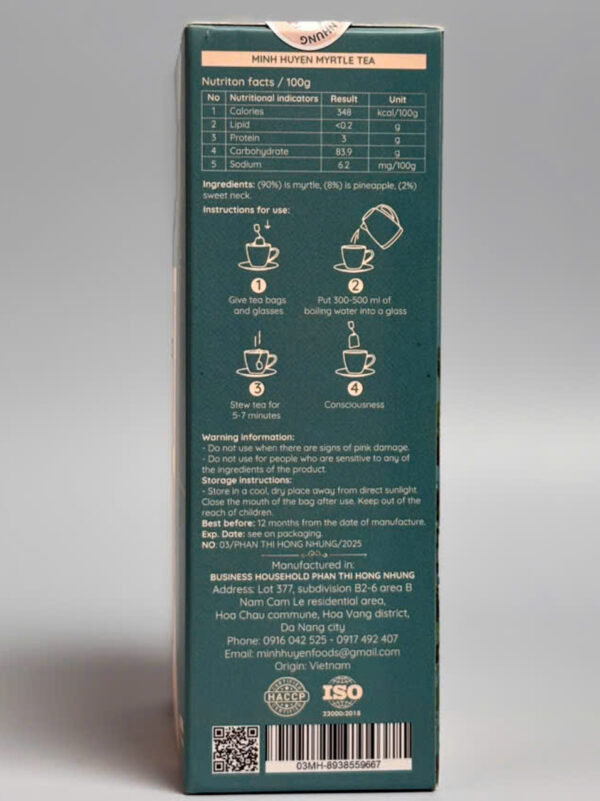 NHUNG
MINH HUYEN MYRTLE TEA
Nutriton facts / 100g
No Nutritional indicators Result Unit
1 Calories 348 kcal/100g
2 Lipid <0.2 g
3 Protein 3 g
4 Carbohydrate 83.9 g
5 Sodium 6.2 mg/100g
Ingredients: (90%) is myrtle, (8%) is pineapple, (2%)
sweet neck.
Instructions for use:
1
Give tea bags
and glasses
2
Put 300-500 ml of
boiling water into a glass
3
Stew tea for
5-7 minutes
4
Consciousness
Warning information:
- Do not use when there are signs of pink damage.
- Do not use for people who are sensitive to any of
the ingredients of the product.
Storage instructions:
- Store in a cool, dry place away from direct sunlight.
Close the mouth of the bag after use. Keep out of the
reach of children.
Best before: 12 months from the date of manufacture.
Exp. Date: see on packaging.
NO: 03/PHAN THI HONG NHUNG/2025
Manufactured in:
BUSINESS HOUSEHOLD PHAN THI HONG NHUNG
Address: Lot 377, subdivision B2-6 area B
Nam Cam Le residential area,
Hoa Chau commune, Hoa Vang district,
Da Nang city
Phone: 0916 042 525 - 0917 492 407
Email: minhhuyenfoods@gmail.com
Origin: Vietnam
CERTIFIED
HACCP
CERTIFIED
ISO
22000:2018
03MH-8938559667